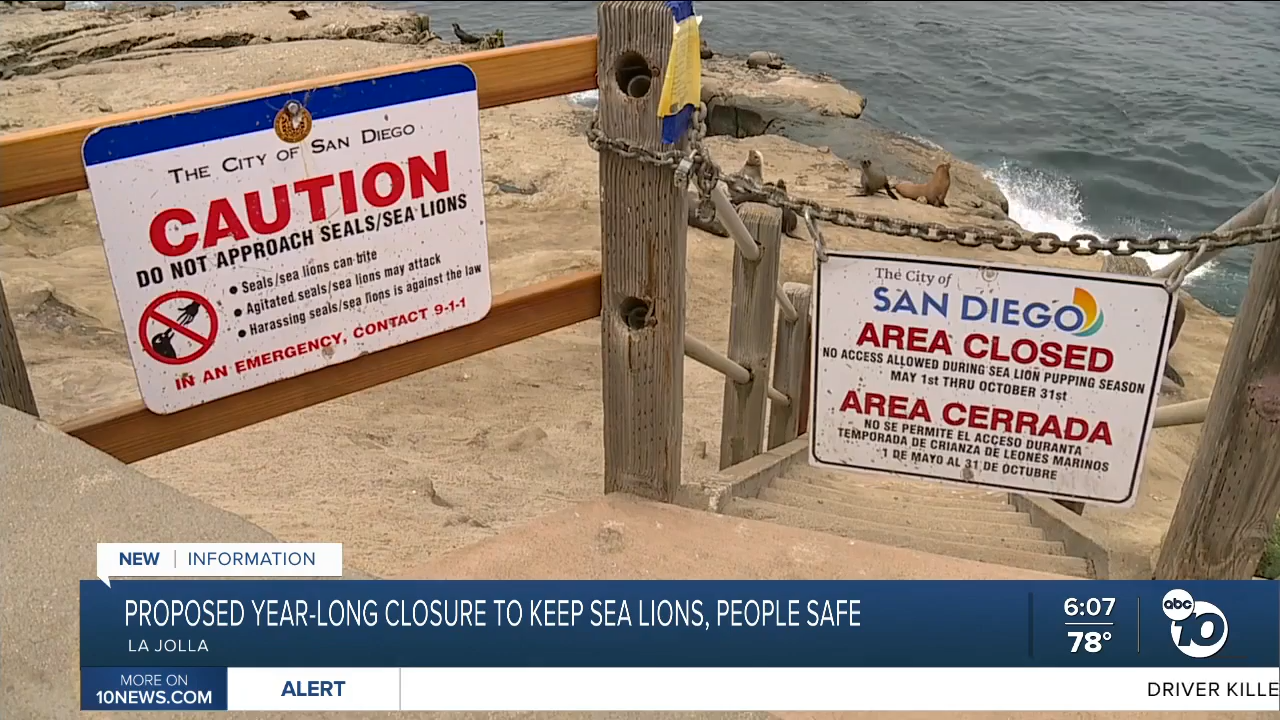 THE CITY OF SAN DIEGO
CAUTION
DO NOT APPROACH SEALS/SEA LIONS
• Seals/sea lions can bite
• Agitated seals/sea lions may attack
• Harassing seals/sea lions is against the law
IN AN EMERGENCY, CONTACT 9-1-1
The City of
SAN DIEGO
AREA CLOSED
NO ACCESS ALLOWED DURING SEA LION PUPPING SEASON
MAY 1st THRU OCTOBER 31st
AREA CERRADA
NO SE PERMITE EL ACCESO DURANTA
TEMPORADA DE CRIANZA DE LEONES MARINOS
1 DE MAYO AL 31 DE OCTUBRE
NEW | INFORMATION
PROPOSED YEAR-LONG CLOSURE TO KEEP SEA LIONS, PEOPLE SAFE
LA JOLLA
6:07
78°
abc
10
MORE ON
10NEWS.COM
ALERT
DRIVER KILLE